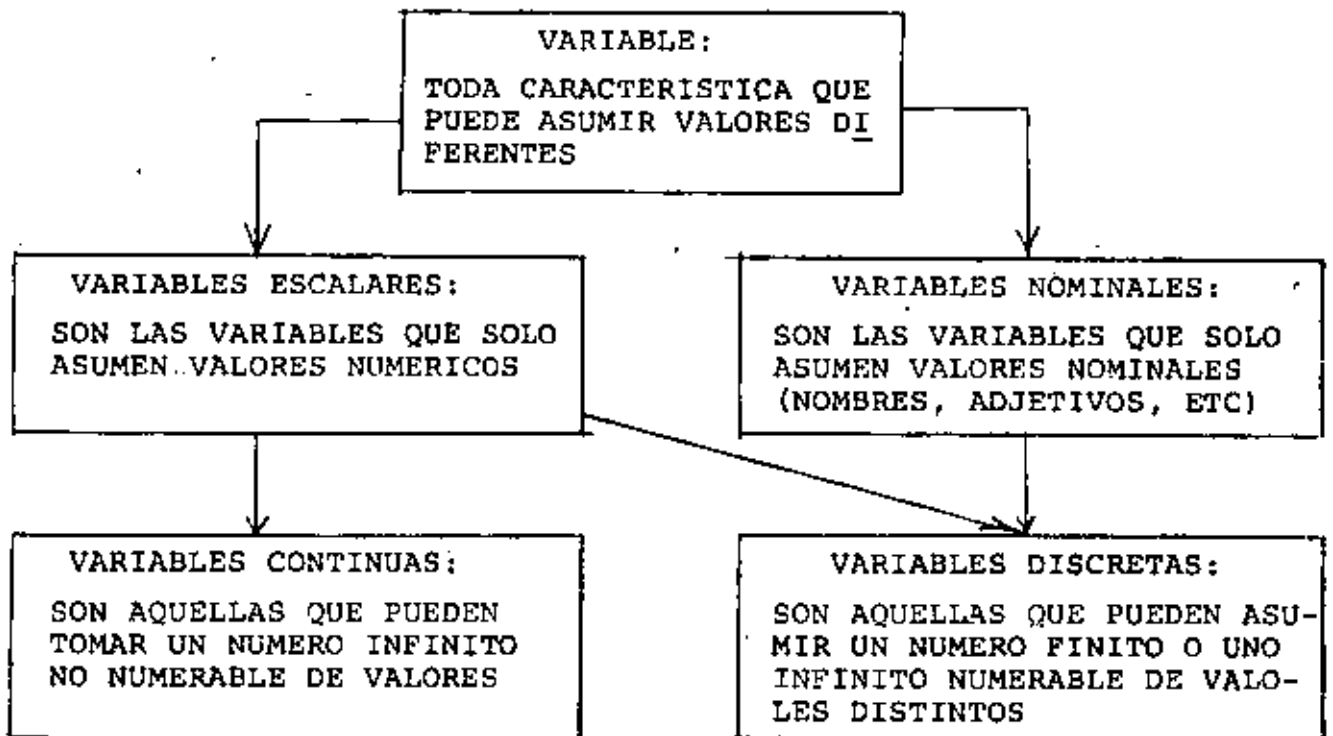 VARIABLE:
TODA CARACTERISTICA QUE
PUEDE ASUMIR VALORES DI
FERENTES
VARIABLES ESCALARES:
SON LAS VARIABLES QUE SOLO
ASUMEN VALORES NUMERICOS
VARIABLES NOMINALES:
SON LAS VARIABLES QUE SOLO
ASUMEN VALORES NOMINALES
(NOMBRES, ADJETIVOS, ETC)
VARIABLES CONTINUAS:
SON AQUELLAS QUE PUEDEN
TOMAR UN NUMERO INFINITO
NO NUMERABLE DE VALORES
VARIABLES DISCRETAS:
SON AQUELLAS QUE PUEDEN ASU-
MIR UN NUMERO FINITO O UNO
INFINITO NUMERABLE DE VALO-
LES DISTINTOS